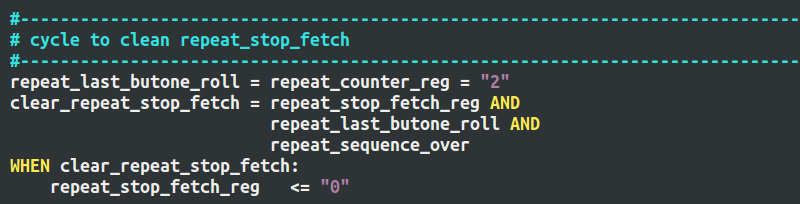 #------------------------------------------------------------------------------
# cycle to clean repeat_stop_fetch
#------------------------------------------------------------------------------
repeat_last_butone_roll = repeat_counter_reg = "2"
clear_repeat_stop_fetch = repeat_stop_fetch_reg AND
                          repeat_last_butone_roll AND
                          repeat_sequence_over
WHEN clear_repeat_stop_fetch:
    repeat_stop_fetch_reg   <= "0"